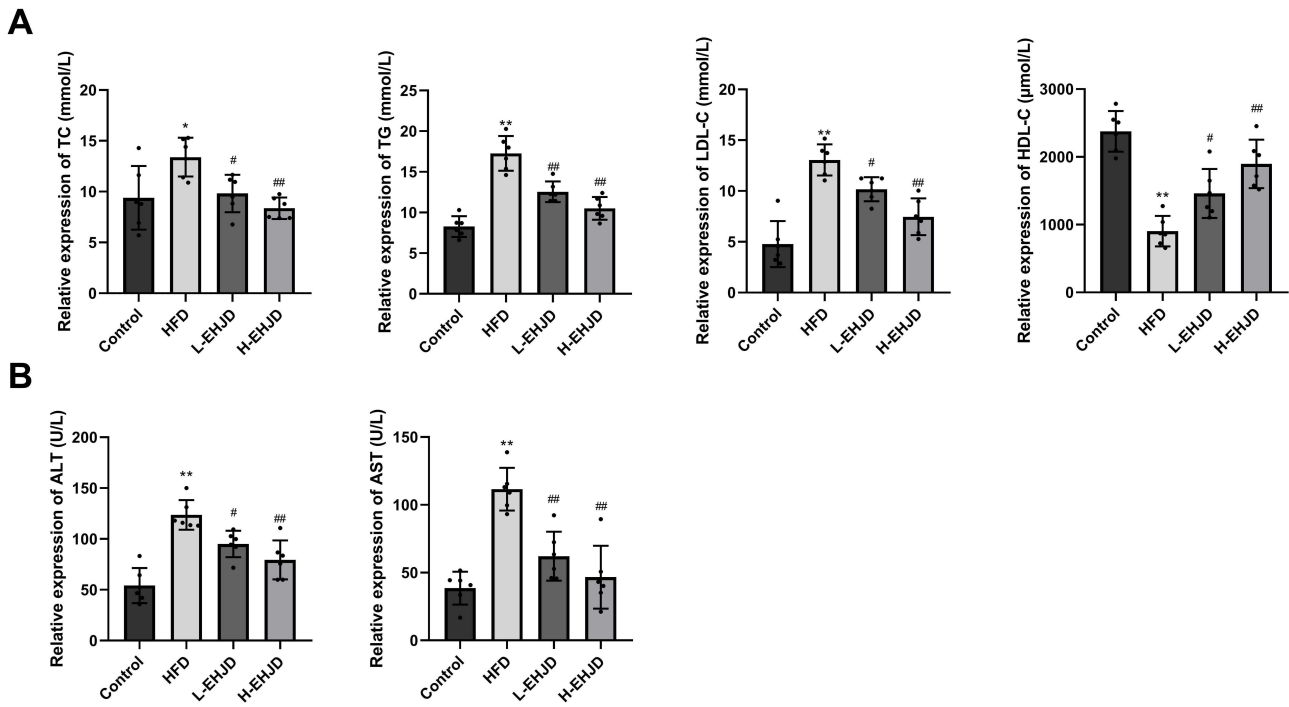 A
Relative expression of TC (mmol/L)
20
15
10
5
0
*
#
##
Control
HFD
L-EHJD
H-EHJD
Relative expression of TG (mmol/L)
25
20
15
10
5
0
**
##
##
Control
HFD
L-EHJD
H-EHJD
Relative expression of LDL-C (mmol/L)
20
15
10
5
0
**
#
##
Control
HFD
L-EHJD
H-EHJD
Relative expression of HDL-C (μmol/L)
3000
2000
1000
0
**
#
##
Control
HFD
L-EHJD
H-EHJD
B
Relative expression of ALT (U/L)
200
150
100
50
0
**
#
##
Control
HFD
L-EHJD
H-EHJD
Relative expression of AST (U/L)
150
100
50
0
**
##
##
Control
HFD
L-EHJD
H-EHJD